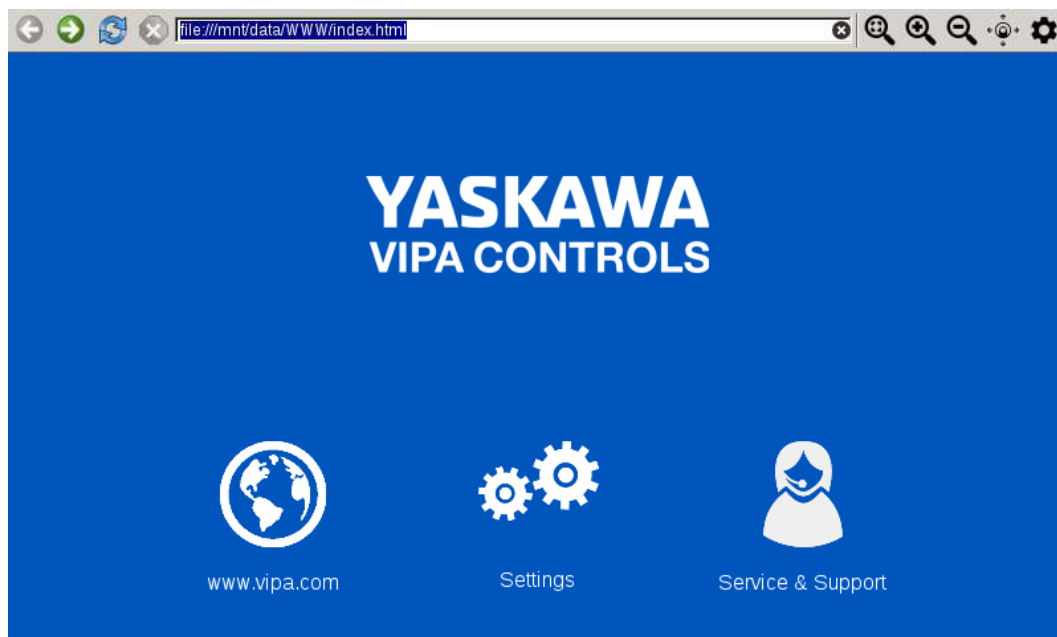 file:///mnt/data/WWW/index.html
YASKAWA
VIPA CONTROLS
www.vipa.com
Settings
Service & Support